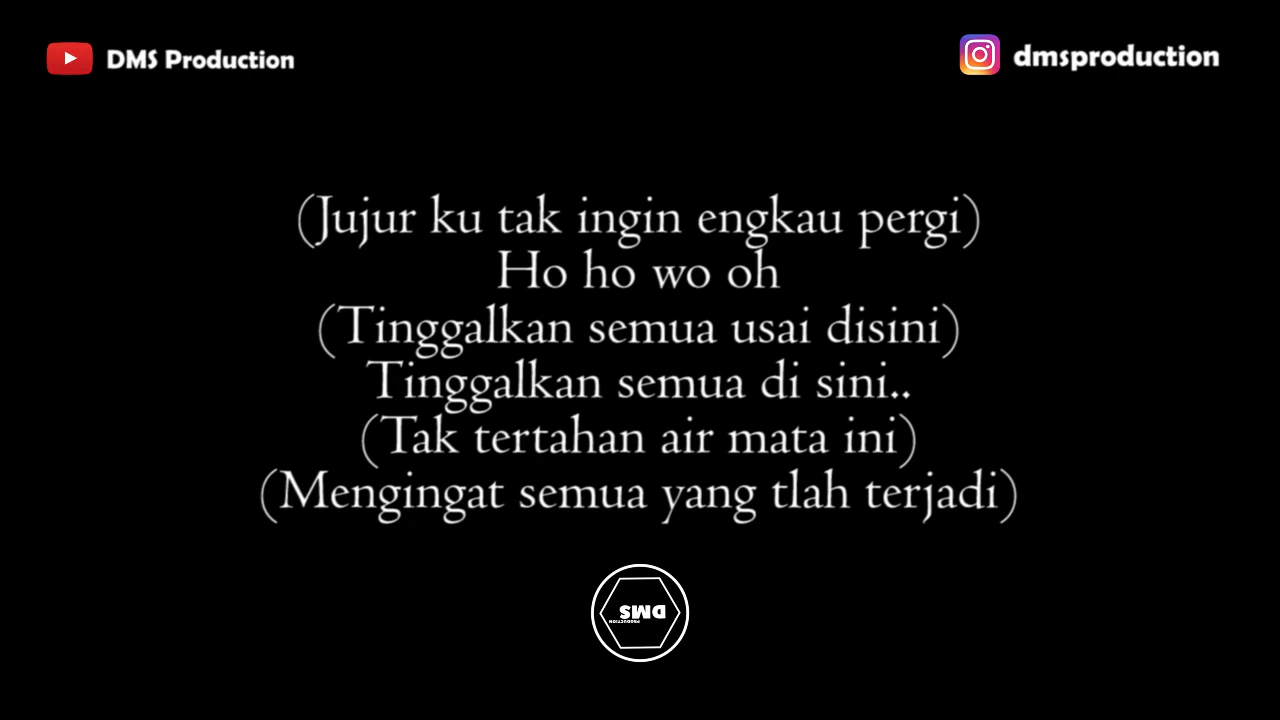 DMS Production
dmsproduction
(Jujur ku tak ingin engkau pergi)
Ho ho wo oh
(Tinggalkan semua usai disini)
Tinggalkan semua di sini..
(Tak tertahan air mata ini)
(Mengingat semua yang tlah terjadi)
DMS
PRODUCTION